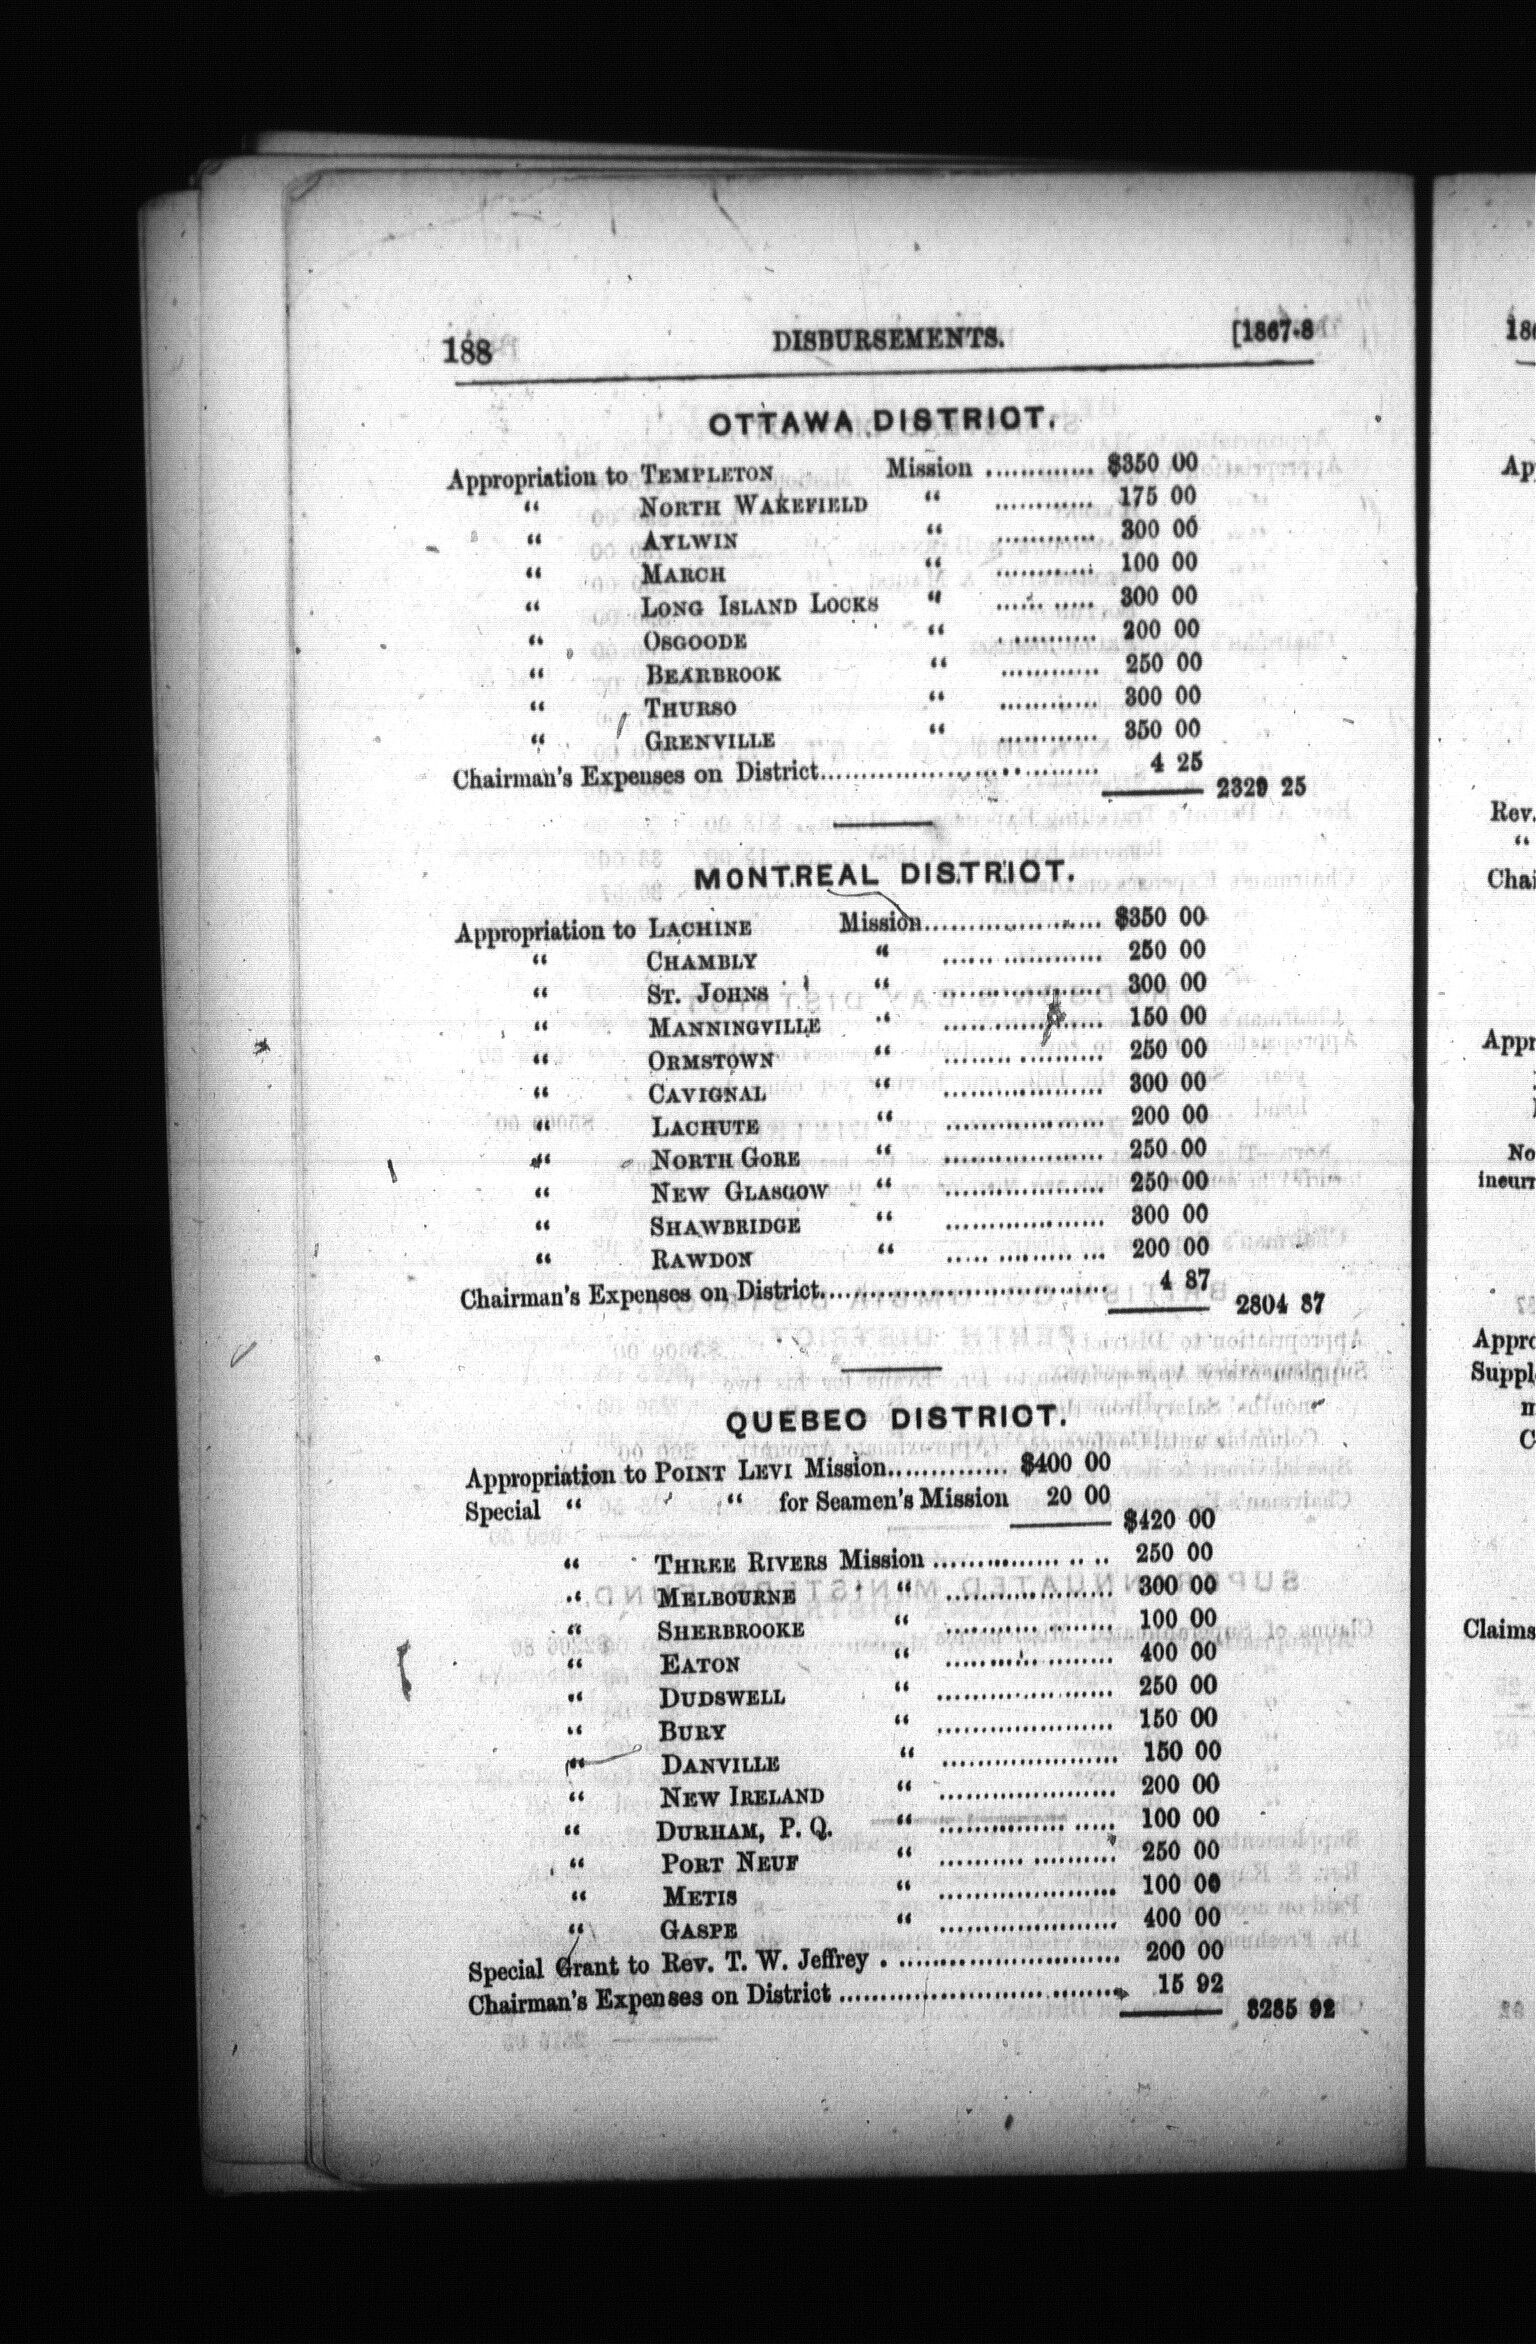 188 DISBURSEMENTS. [1867-8
OTTAWA DISTRICT.
Appropriation to TEMPLETON Mission ............. $350 00
“ NORTH WAKEFIELD “ ............ 175 00
“ AYLWIN “ ............ 300 00
“ MARCH “ ............ 100 00
“ LONG ISLAND LOCKS “ ...... ..... 300 00
“ OSGOODE “ ............ 200 00
“ BEARBROOK “ ............ 250 00
“ THURSO “ ............ 300 00
“ GRENVILLE “ ............ 350 00
Chairman's Expenses on District.................................. 4 25
2329 25
MONTREAL DISTRICT.
Appropriation to LACHINE Mission..................... $350 00
“ CHAMBLY “ ...... ............ 250 00
“ ST. JOHNS “ ................... 300 00
“ MANNINGVILLE “ ................... 150 00
“ ORMSTOWN “ ........ .......... 250 00
“ CAVIGNAL “ ................... 300 00
“ LACHUTE “ ................... 200 00
“ NORTH GORE “ ................... 250 00
“ NEW GLASGOW “ ................... 250 00
“ SHAWBRIDGE “ ................... 300 00
“ RAWDON “ ..... .......... ... 200 00
Chairman's Expenses on District................................... 4 87
2804 87
QUEBEC DISTRICT.
Appropriation to POINT LEVI Mission.............. $400 00
Special “ “ for Seamen's Mission 20 00
$420 00
“ THREE RIVERS Mission ............... .. .. 250 00
“ MELBOURNE “ .................... 300 00
“ SHERBROOKE “ .................... 100 00
“ EATON “ .................... 400 00
“ DUDSWELL “ .................... 250 00
“ BURY “ .................... 150 00
“ DANVILLE “ .................... 150 00
“ NEW IRELAND “ .................... 200 00
“ DURHAM, P. Q. “ ............... ..... 100 00
“ PORT NEUF “ .......... .......... 250 00
“ METIS “ .................... 100 00
“ GASPE “ .................... 400 00
Special Grant to Rev. T. W. Jeffrey . .......................... 200 00
Chairman's Expenses on District .................................. 15 92
3285 92
Rev.
“
Claims